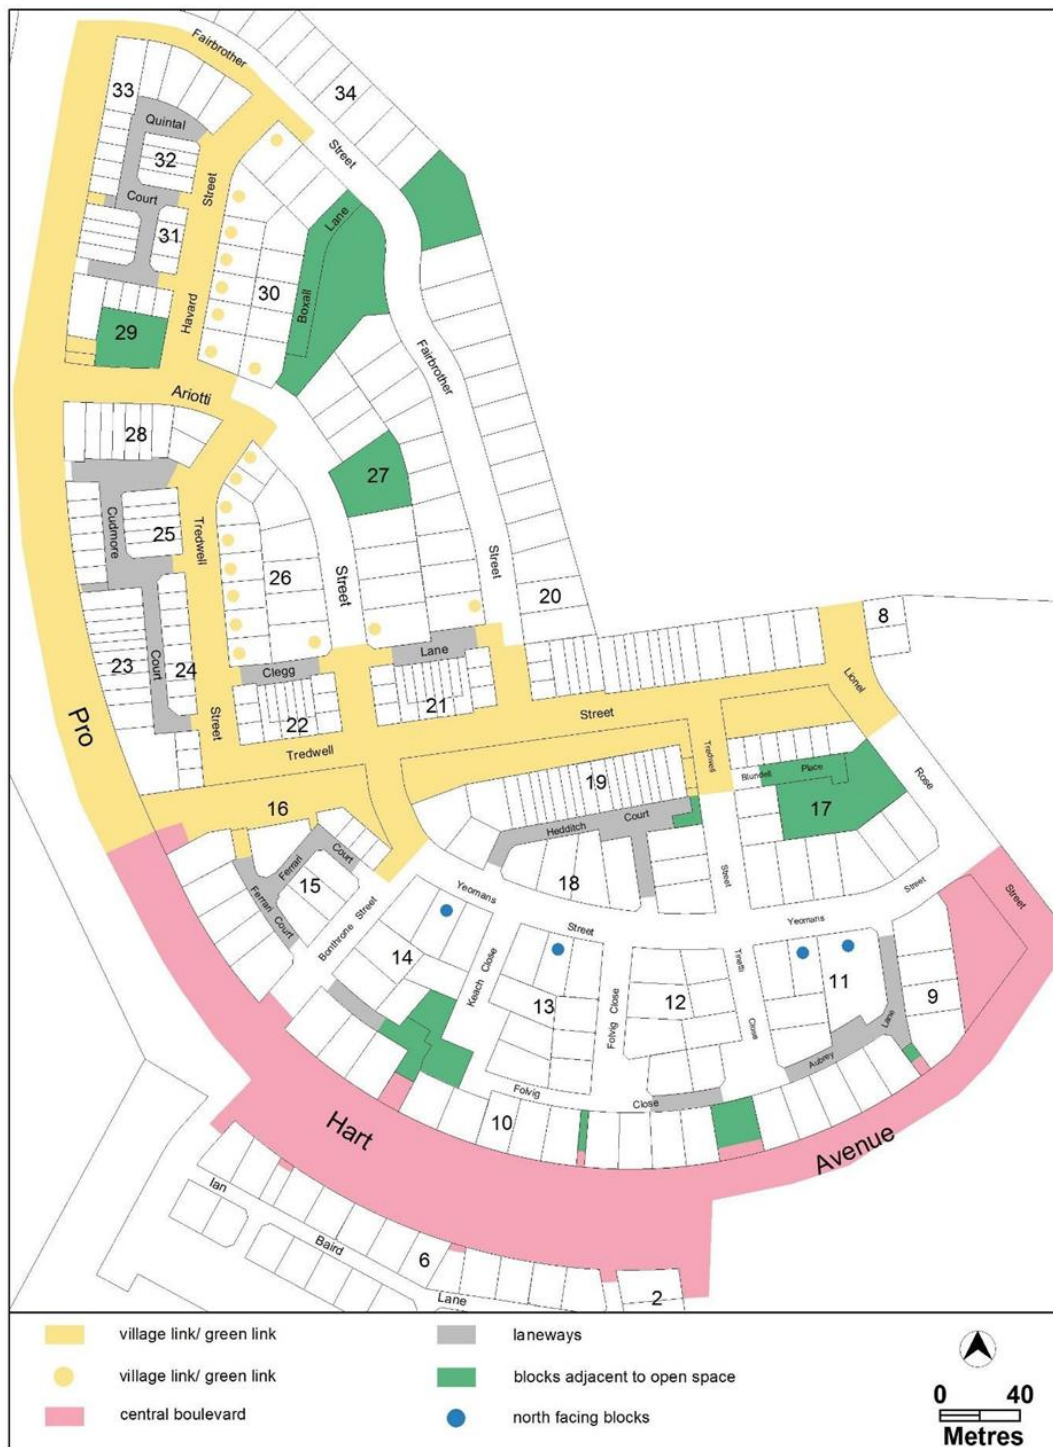 Fairbrother
34
33
Quintal
Street
32
Court
Street
Lane
31
30
Boxall
Havard
29
Fairbrother
Ariotti
28
27
Cudmore
25
Tredwell
Street
26
Street
20
8
Lane
23
Court
24
Clegg
Lionel
21
Pro
Street
22
Street
Tredwell
Tredwell
Rose
Blundell
Place
19
16
17
Court
Hedditch
Ferrari
Court
Street
15
18
Yeomans
Street
Ferrari
Court
Street
Yeomans
Street
Bonthrone
Street
14
Keach Close
Tinetti
11
13
12
9
Folvig Close
Close
Lane
Aubrey
Folvig
Close
10
Hart
Avenue
Ian
Baird
6
Lane
2
village link/ green link
laneways
village link/ green link
blocks adjacent to open space
central boulevard
north facing blocks
0 40
Metres